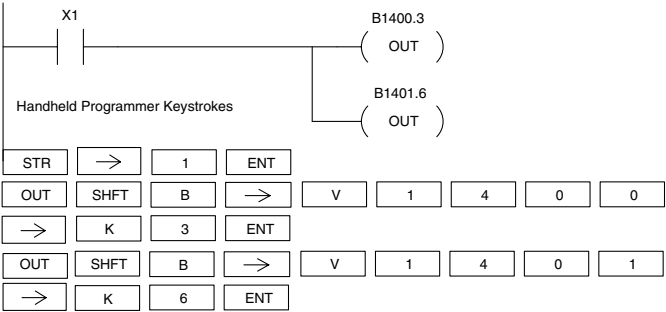 X1
B1400.3
OUT
B1401.6
OUT
Handheld Programmer Keystrokes
STR → 1 ENT
OUT SHFT B → V 1 4 0 0
→ K 3 ENT
OUT SHFT B → V 1 4 0 1
→ K 6 ENT